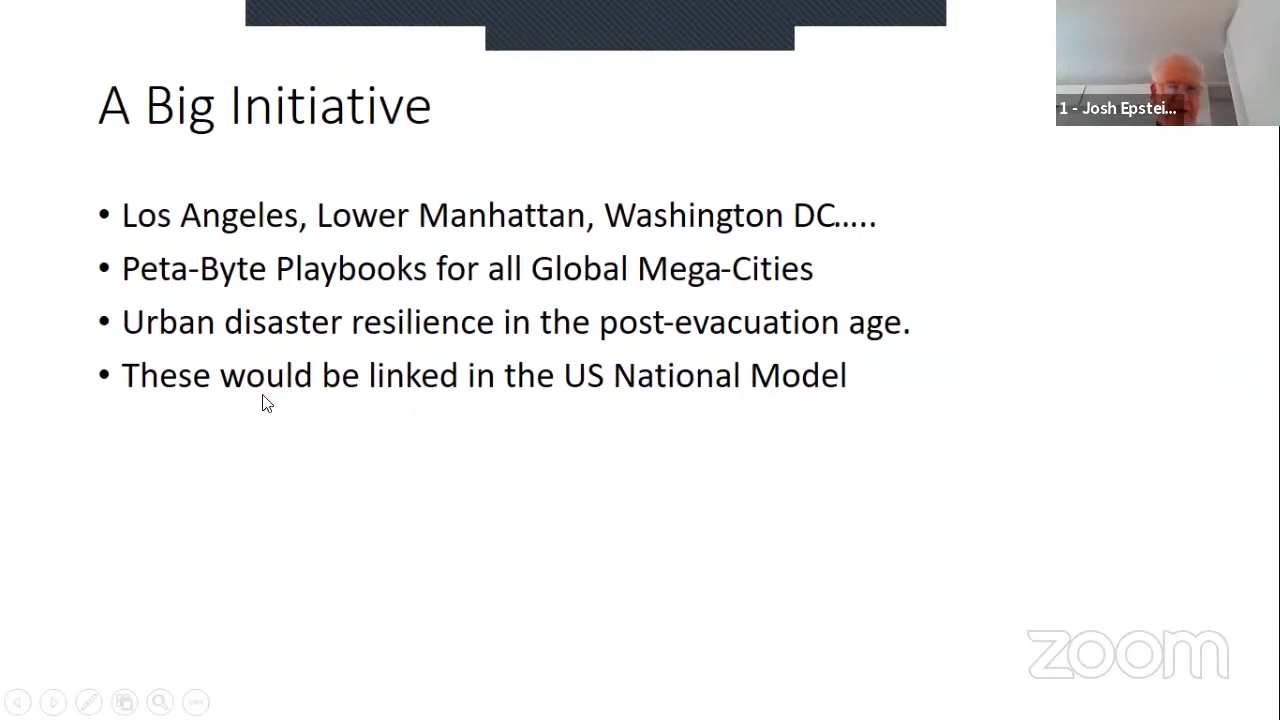 A Big Initiative
1 - Josh Epstei...
• Los Angeles, Lower Manhattan, Washington DC…..
• Peta-Byte Playbooks for all Global Mega-Cities
• Urban disaster resilience in the post-evacuation age.
• These would be linked in the US National Model
zoom